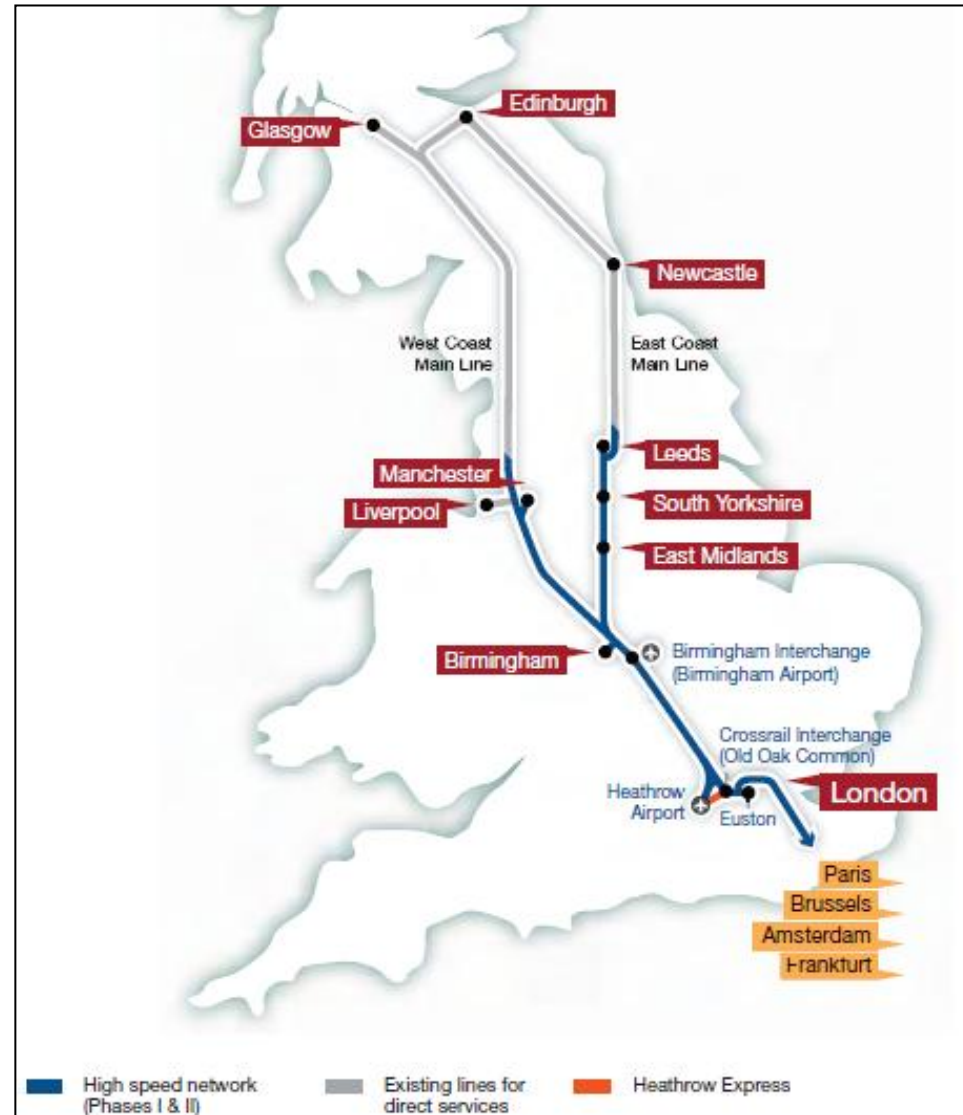 Edinburgh
Glasgow
Newcastle
West Coast
Main Line
East Coast
Main Line
Leeds
Manchester
South Yorkshire
Liverpool
East Midlands
Birmingham
Birmingham Interchange
(Birmingham Airport)
Crossrail Interchange
(Old Oak Common)
London
Heathrow
Airport
Euston
Paris
Brussels
Amsterdam
Frankfurt
High speed network
(Phases I & II)
Existing lines for
direct services
Heathrow Express